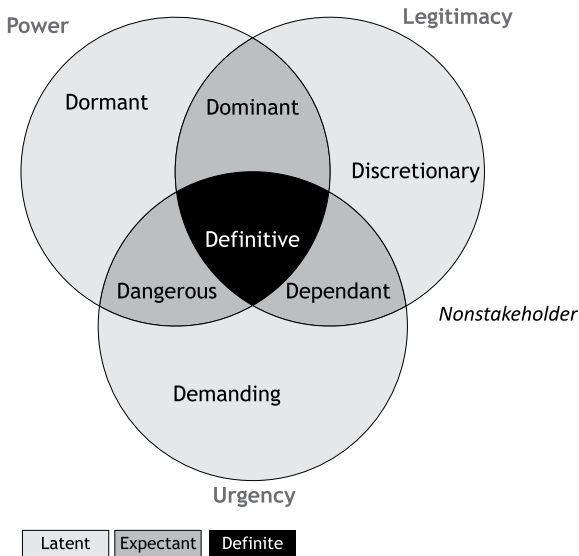 Power
Legitimacy
Dormant
Dominant
Discretionary
Definitive
Dangerous
Dependant
Nonstakeholder
Demanding
Urgency
Latent
Expectant
Definite